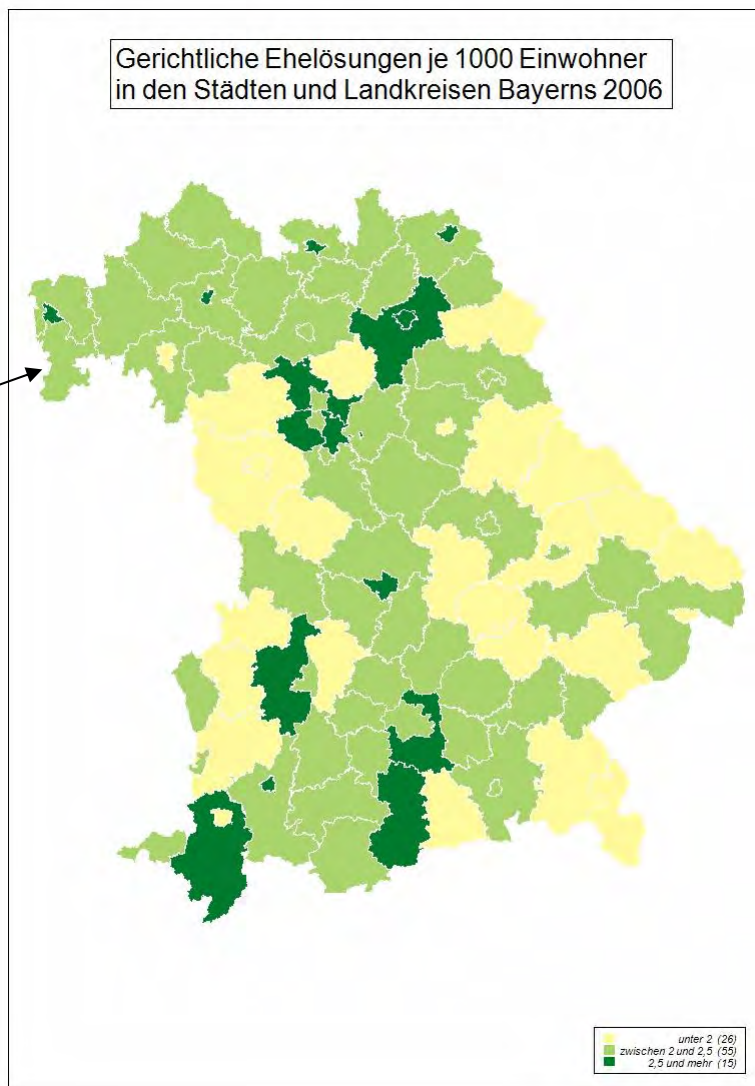 Gerichtliche Ehelösungen je 1000 Einwohner
in den Städten und Landkreisen Bayerns 2006
unter 2 (26)
zwischen 2 und 2,5 (55)
2,5 und mehr (15)